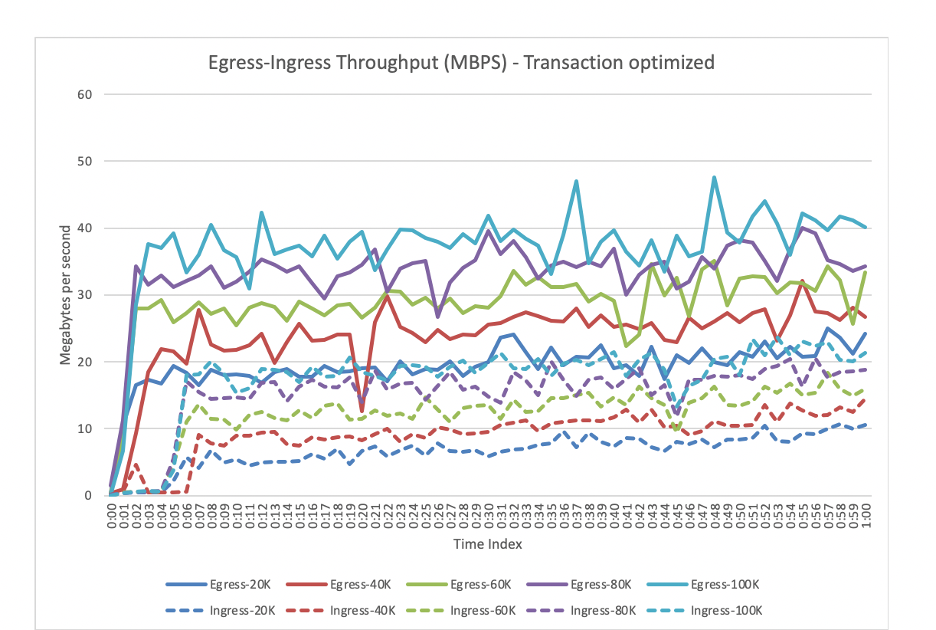 Egress-Ingress Throughput (MBPS) - Transaction optimized
60
50
40
30
20
10
0
Megabytes per second
0:00 0:01 0:02 0:03 0:04 0:05 0:06 0:07 0:08 0:09 0:10 0:11 0:12 0:13 0:14 0:15 0:16 0:17 0:18 0:19 0:20 0:21 0:22 0:23 0:24 0:25 0:26 0:27 0:28 0:29 0:30 0:31 0:32 0:33 0:34 0:35 0:36 0:37 0:38 0:39 0:40 0:41 0:42 0:43 0:44 0:45 0:46 0:47 0:48 0:49 0:50 0:51 0:52 0:53 0:54 0:55 0:56 0:57 0:58 0:59 1:00
Time Index
Egress-20K Egress-40K Egress-60K Egress-80K Egress-100K
Ingress-20K Ingress-40K Ingress-60K Ingress-80K Ingress-100K